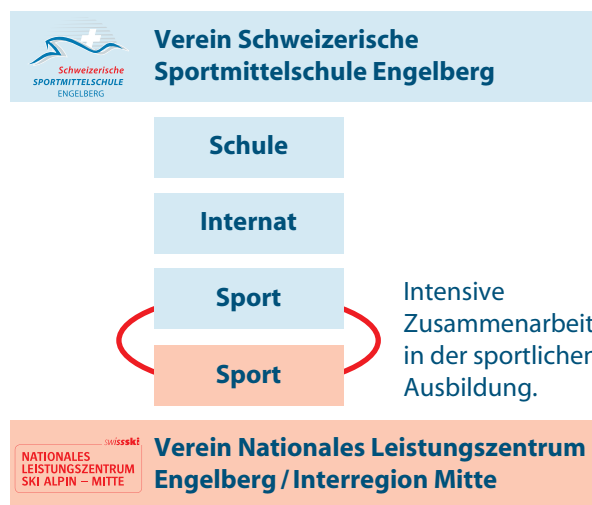 Schweizerische
SPORTMITTELSCHULE
ENGELBERG
Verein Schweizerische
Sportmittelschule Engelberg
Schule
Internat
Sport
Sport
Intensive
Zusammenarbeit
in der sportlichen
Ausbildung.
swissski
NATIONALES
LEISTUNGSZENTRUM
SKI ALPIN – MITTE
Verein Nationales Leistungszentrum
Engelberg / Interregion Mitte